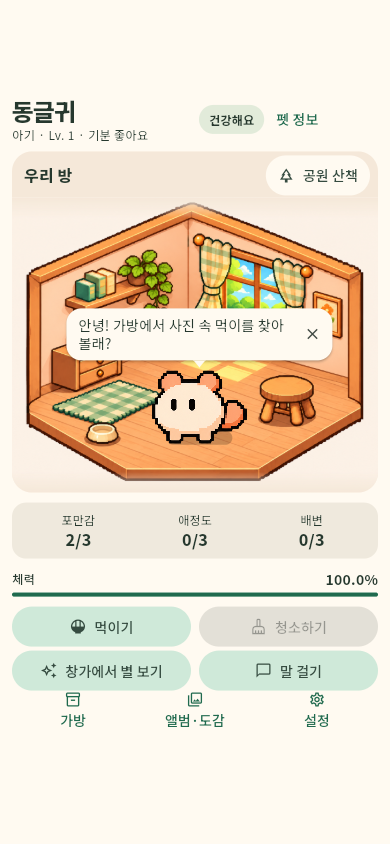 동글귀
아기 · Lv. 1 · 기분 좋아요
건강해요
펫 정보
우리 방
공원 산책
안녕! 가방에서 사진 속 먹이를 찾아
볼래?
포만감
애정도
배변
2/3
0/3
0/3
체력
100.0%
먹이기
청소하기
창가에서 별 보기
말 걸기
가방
앨범·도감
설정